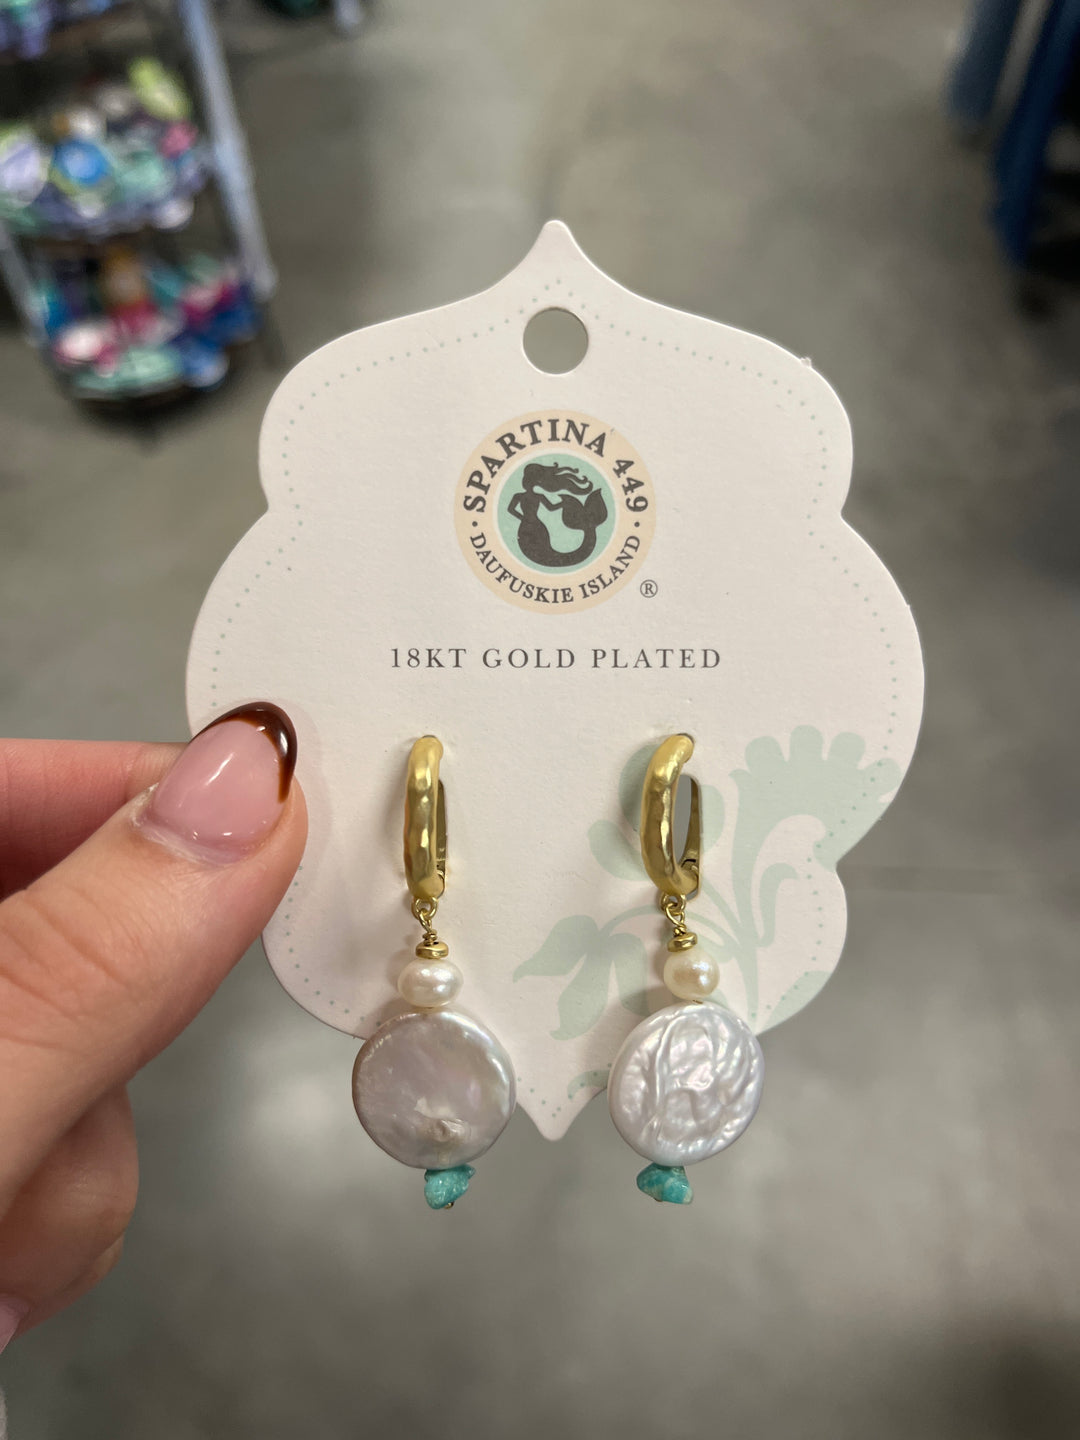 SPARTINA 449
· DAUFUSKIE ISLAND ·
®
18KT GOLD PLATED